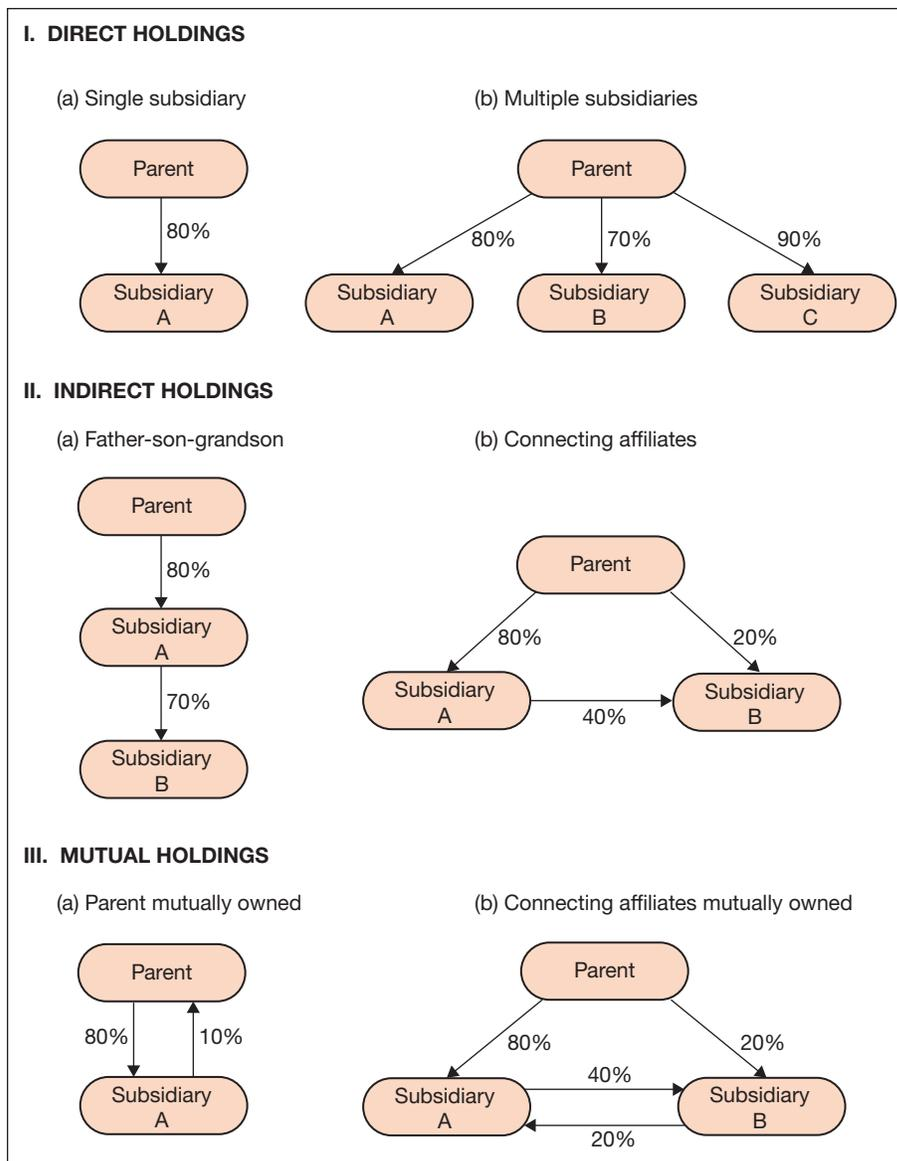 I. DIRECT HOLDINGS
(a) Single subsidiary
Parent
80%
Subsidiary
A
(b) Multiple subsidiaries
Parent
80%
70%
90%
Subsidiary
A
Subsidiary
B
Subsidiary
C
II. INDIRECT HOLDINGS
(a) Father-son-grandson
Parent
80%
Subsidiary
A
70%
Subsidiary
B
(b) Connecting affiliates
Parent
80%
20%
Subsidiary
A
40%
Subsidiary
B
III. MUTUAL HOLDINGS
(a) Parent mutually owned
Parent
80%
10%
Subsidiary
A
(b) Connecting affiliates mutually owned
Parent
80%
20%
Subsidiary
A
40%
20%
Subsidiary
B